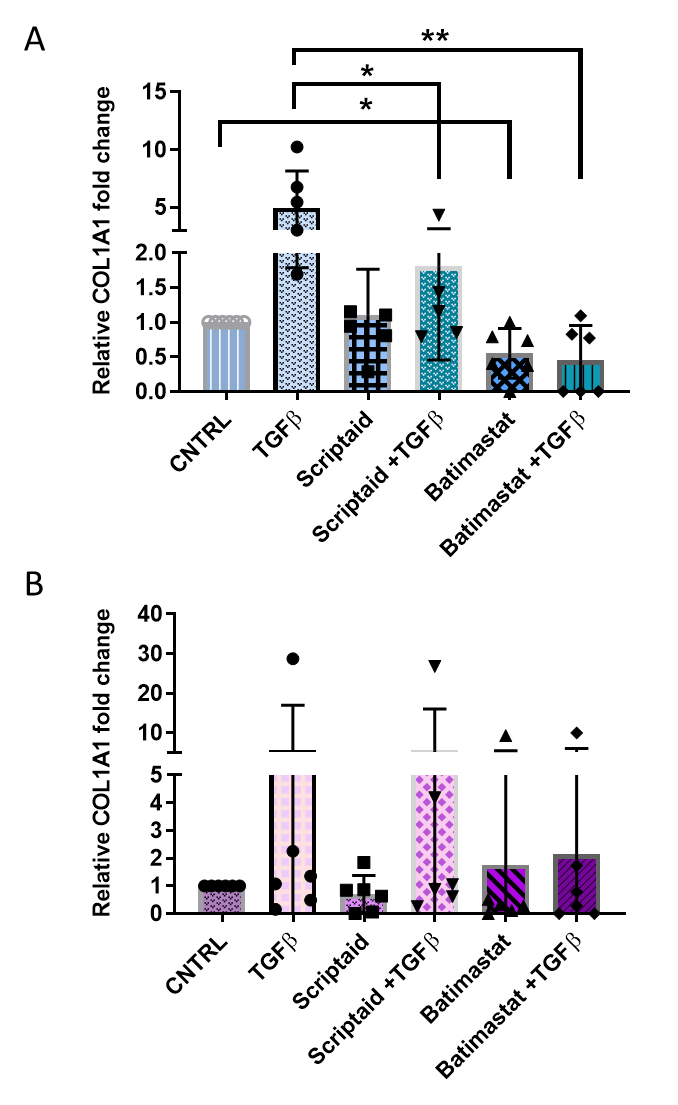 A
**
*
*
Relative COL1A1 fold change
15
10
5
2.0
1.5
1.0
0.5
0.0
CNTRL
TGFβ
Scriptaid
Scriptaid +TGFβ
Batimastat
Batimastat +TGFβ
B
Relative COL1A1 fold change
40
30
20
10
5
4
3
2
1
0
CNTRL
TGFβ
Scriptaid
Scriptaid +TGFβ
Batimastat
Batimastat +TGFβ